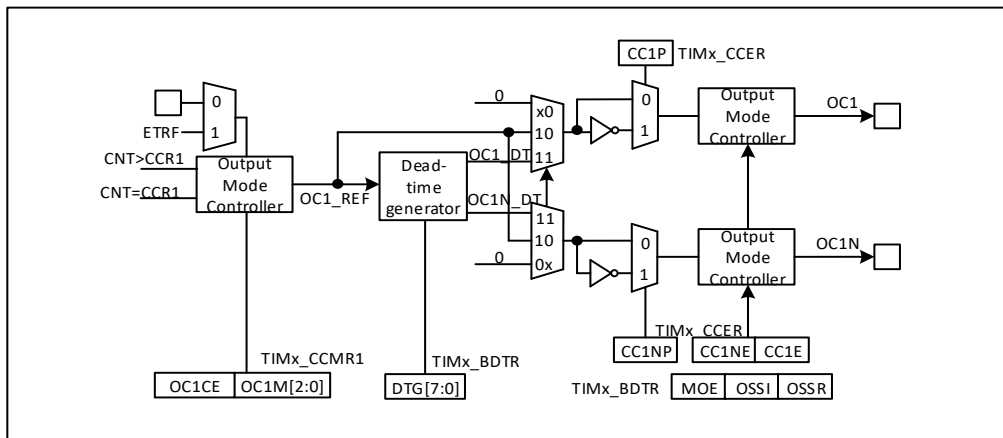 CC1P TIMx_CCER
0
ETRF 1
CNT>CCR1
CNT=CCR1
Output
Mode
Controller
OC1_REF
Dead-
time
generator
OC1_DT
OC1N_DT
0
x0
10
11
11
10
0x
0
0
1
0
1
Output
Mode
Controller
OC1
Output
Mode
Controller
OC1N
TIMx_CCER
CC1NP CC1NE CC1E
TIMx_CCMR1
OC1CE OC1M[2:0]
TIMx_BDTR
DTG[7:0]
TIMx_BDTR MOE OSSI OSSR